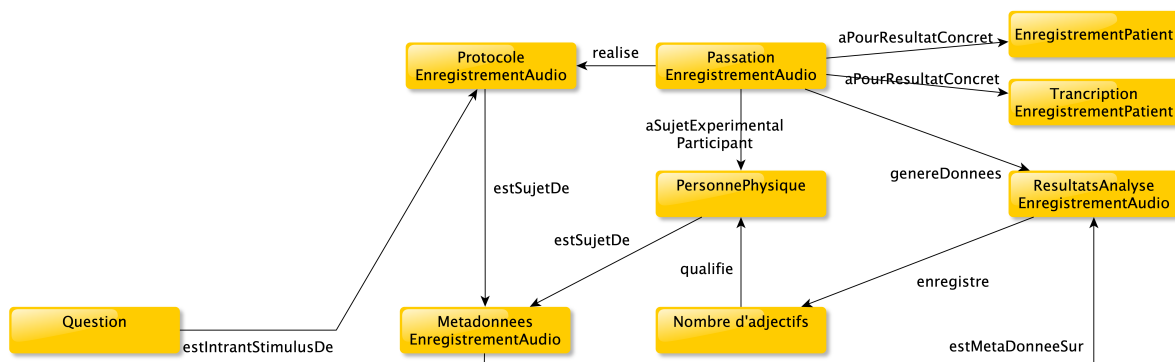 EnregistrementPatient
aPourResultatConcret
Protocole
EnregistrementAudio
realise
Passation
EnregistrementAudio
aPourResultatConcret
Trancription
EnregistrementPatient
aSujetExperimental
Participant
genereDonnees
estSujetDe
PersonnePhysique
ResultatsAnalyse
EnregistrementAudio
estSujetDe
qualifie
enregistre
Question
Metadonnees
EnregistrementAudio
Nombre d'adjectifs
estIntrantStimulusDe
estMetaDonneeSur